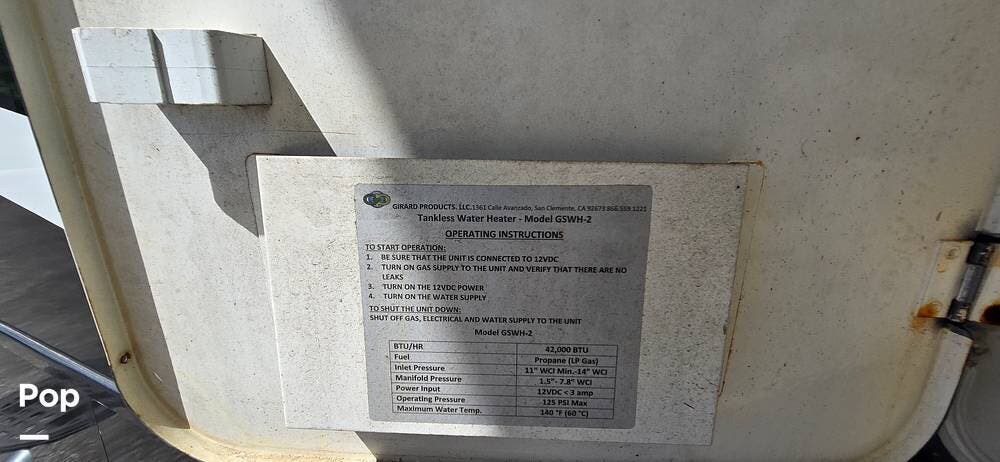 GIRARD PRODUCTS, LLC.1361 Calle Avanzado, San Clemente, CA 92673 866.559.1221
Tankless Water Heater - Model GSWH-2
OPERATING INSTRUCTIONS
TO START OPERATION:
1. BE SURE THAT THE UNIT IS CONNECTED TO 12VDC
2. TURN ON GAS SUPPLY TO THE UNIT AND VERIFY THAT THERE ARE NO
LEAKS
3. TURN ON THE 12VDC POWER
4. TURN ON THE WATER SUPPLY
TO SHUT THE UNIT DOWN:
SHUT OFF GAS, ELECTRICAL AND WATER SUPPLY TO THE UNIT
Model GSWH-2
BTU/HR 42,000 BTU
Fuel Propane (LP Gas)
Inlet Pressure 11" WCI Min.-14" WCI
Manifold Pressure 1.5"- 7.8" WCI
Power Input 12VDC < 3 amp
Operating Pressure 125 PSI Max
Maximum Water Temp. 140 °F (60 °C)
Pop